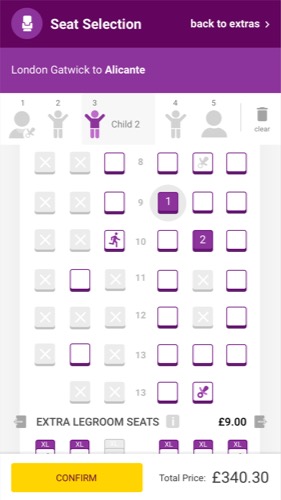 Seat Selection
back to extras >
London Gatwick to Alicante
1 2 3 Child 2 4 5
clear
8
9 1
10 2
11
12
13
13
EXTRA LEGROOM SEATS i £9.00
XL XL XL XL XL
CONFIRM Total Price: £340.30